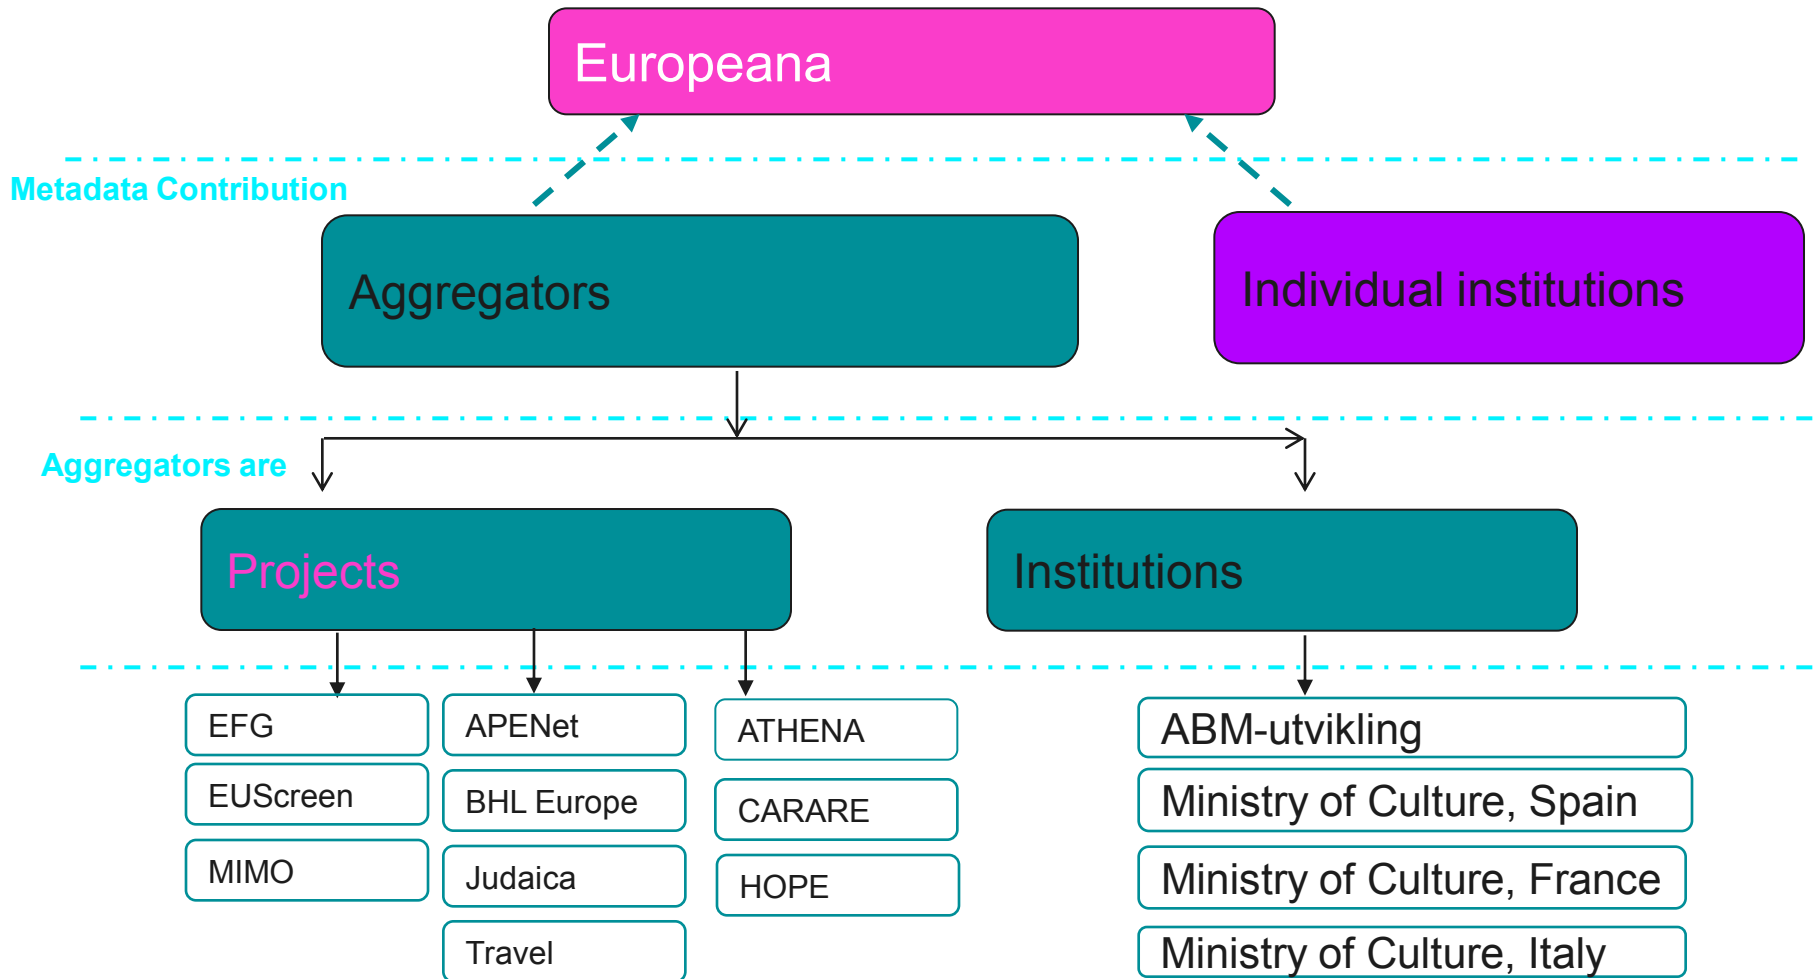 Europeana
Metadata Contribution
Aggregators
Individual institutions
Aggregators are
Projects
Institutions
EFG
EUScreen
MIMO
APENet
BHL Europe
Judaica
Travel
ATHENA
CARARE
HOPE
ABM-utvikling
Ministry of Culture, Spain
Ministry of Culture, France
Ministry of Culture, Italy